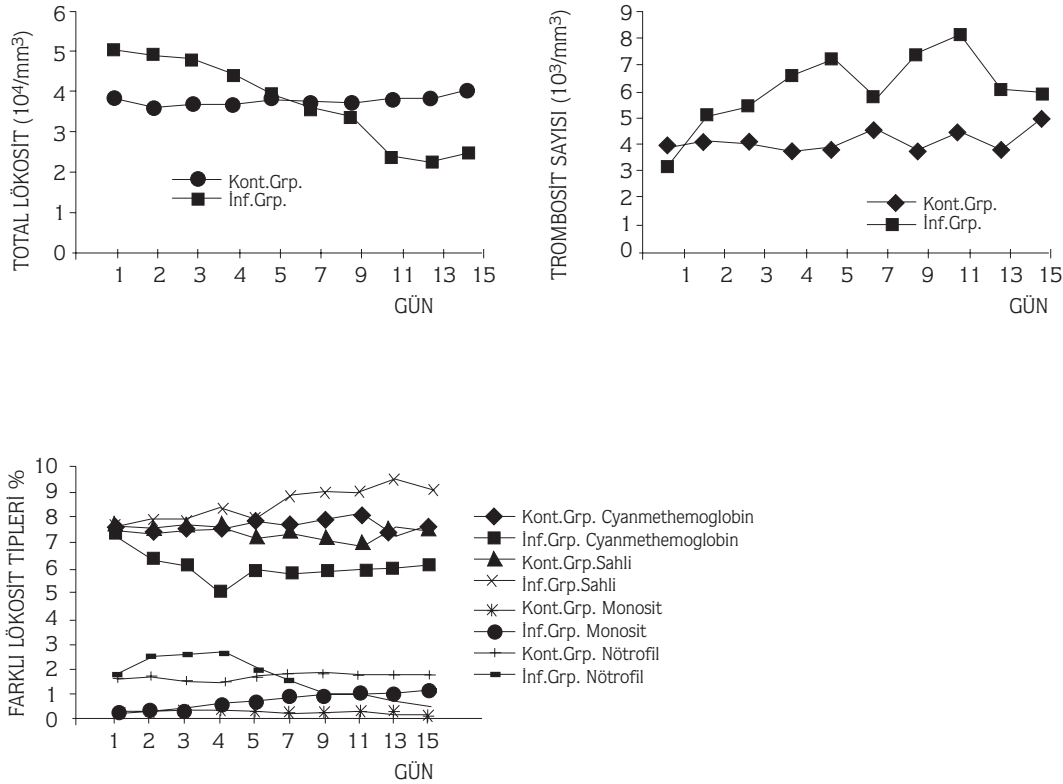 TOTAL LÖKOSİT (10⁴/mm³)
6
5
4
3
2
1
0
Kont.Grp.
İnf.Grp.
1 2 3 4 5 7 9 11 13 15
GÜN
TROMBOSİT SAYISI (10³/mm³)
9
8
7
6
5
4
3
2
1
0
Kont.Grp.
İnf.Grp.
1 2 3 4 5 7 9 11 13 15
GÜN
FARKLI LÖKOSİT TİPLERİ %
10
9
8
7
6
5
4
3
2
1
0
1 2 3 4 5 7 9 11 13 15
GÜN
Kont.Grp. Cyanmethemoglobin
İnf.Grp. Cyanmethemoglobin
Kont.Grp.Sahli
İnf.Grp.Sahli
Kont.Grp. Monosit
İnf.Grp. Monosit
Kont.Grp. Nötrofil
İnf.Grp. Nötrofil